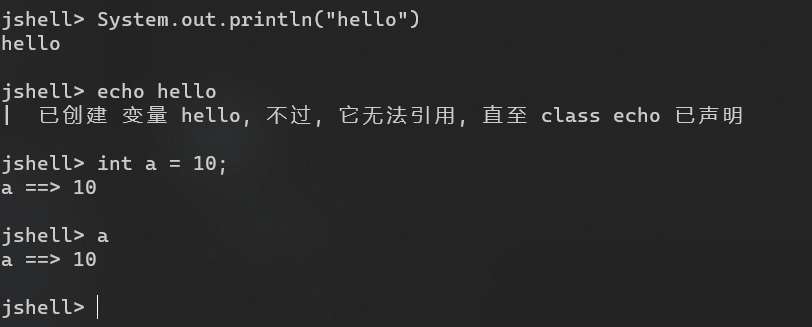 jshell> System.out.println("hello")
hello
jshell> echo hello
|  已创建 变量 hello, 不过, 它无法引用, 直至 class echo 已声明
jshell> int a = 10;
a ==> 10
jshell> a
a ==> 10
jshell>